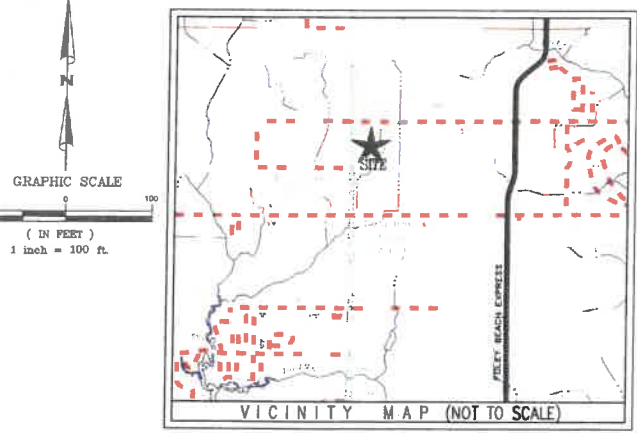 N
GRAPHIC SCALE
0 100
( IN FEET )
1 inch = 100 ft.
SITE
FOLEY BEACH EXPRESS
VICINITY MAP (NOT TO SCALE)